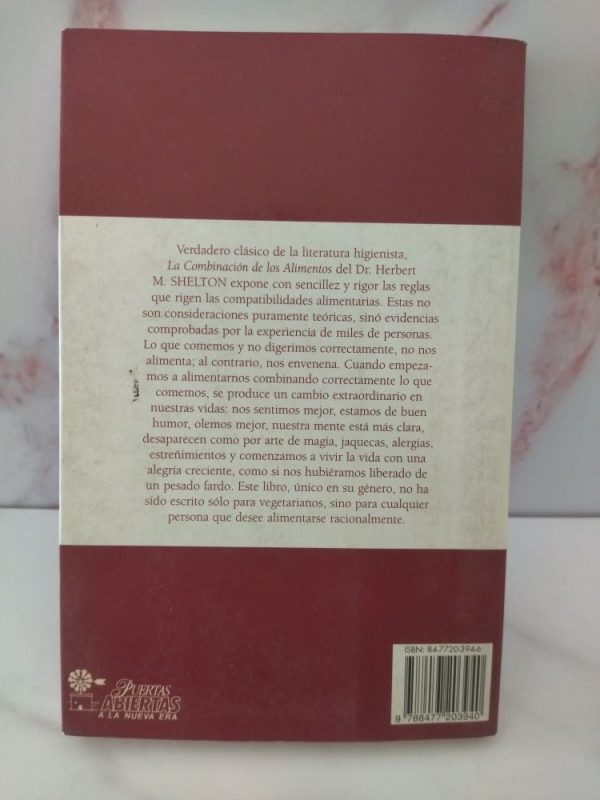 Verdadero clásico de la literatura higienista,
La Combinación de los Alimentos del Dr. Herbert
M. SHELTON expone con sencillez y rigor las reglas
que rigen las compatibilidades alimentarias. Estas no
son consideraciones puramente teóricas, sinó evidencias
comprobadas por la experiencia de miles de personas.
Lo que comemos y no digerimos correctamente, no nos
alimenta; al contrario, nos envenena. Cuando empeza-
mos a alimentarnos combinando correctamente lo que
comemos, se produce un cambio extraordinario en
nuestras vidas: nos sentimos mejor, estamos de buen
humor, olemos mejor, nuestra mente está más clara,
desaparecen como por arte de magia, jaquecas, alergias,
estreñimientos y comenzamos a vivir la vida con una
alegría creciente, como si nos hubiéramos liberado de
un pesado fardo. Este libro, único en su género, no ha
sido escrito sólo para vegetarianos, sino para cualquier
persona que desee alimentarse racionalmente.
ISBN: 84-7720-394-6
9 788477 203940
PUERTAS
ABIERTAS
A LA NUEVA ERA